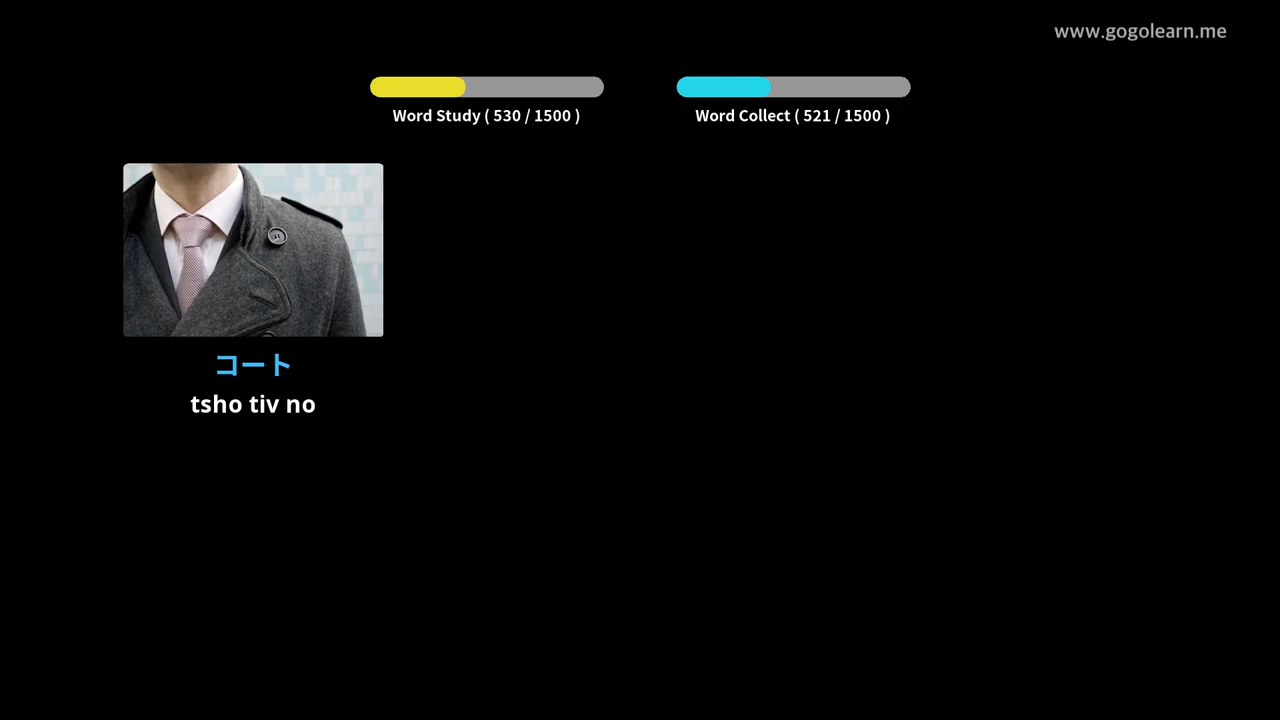 www.gogolearn.me
Word Study ( 530 / 1500 )
Word Collect ( 521 / 1500 )
コート
tsho tiv no